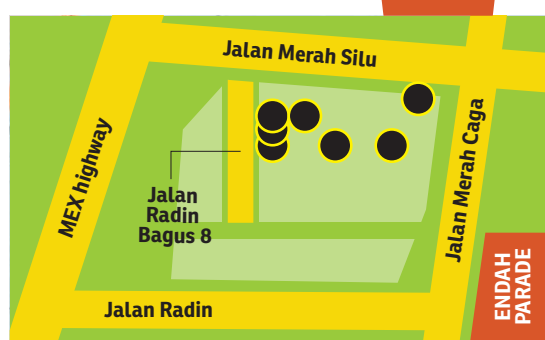 Jalan Merah Silu
MEX highway
Jalan
Radin
Bagus 8
Jalan Merah Caga
Jalan Radin
ENDAH
PARADE